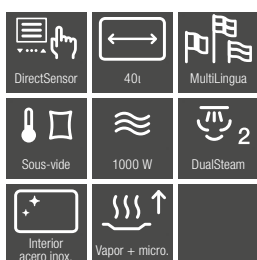 DirectSensor
40ι
MultiLingua
Sous-vide
1000 W
2
DualSteam
Interior
acero inox.
Vapor + micro.